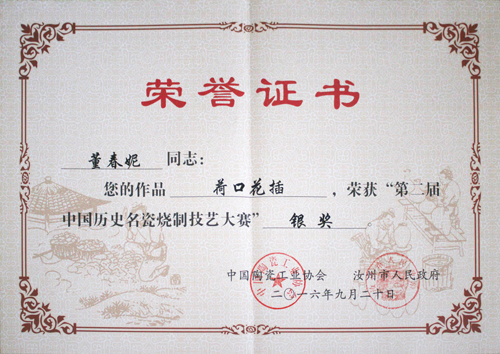 荣誉证书
董春妮 同志：
您的作品 荷口花插 ，荣获“第二届
中国历史名瓷烧制技艺大赛” 银奖 。
中国陶瓷工业协会 汝州市人民政府
二〇一六年九月二十日